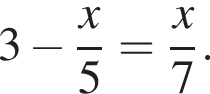 3 − x/5 = x/7.